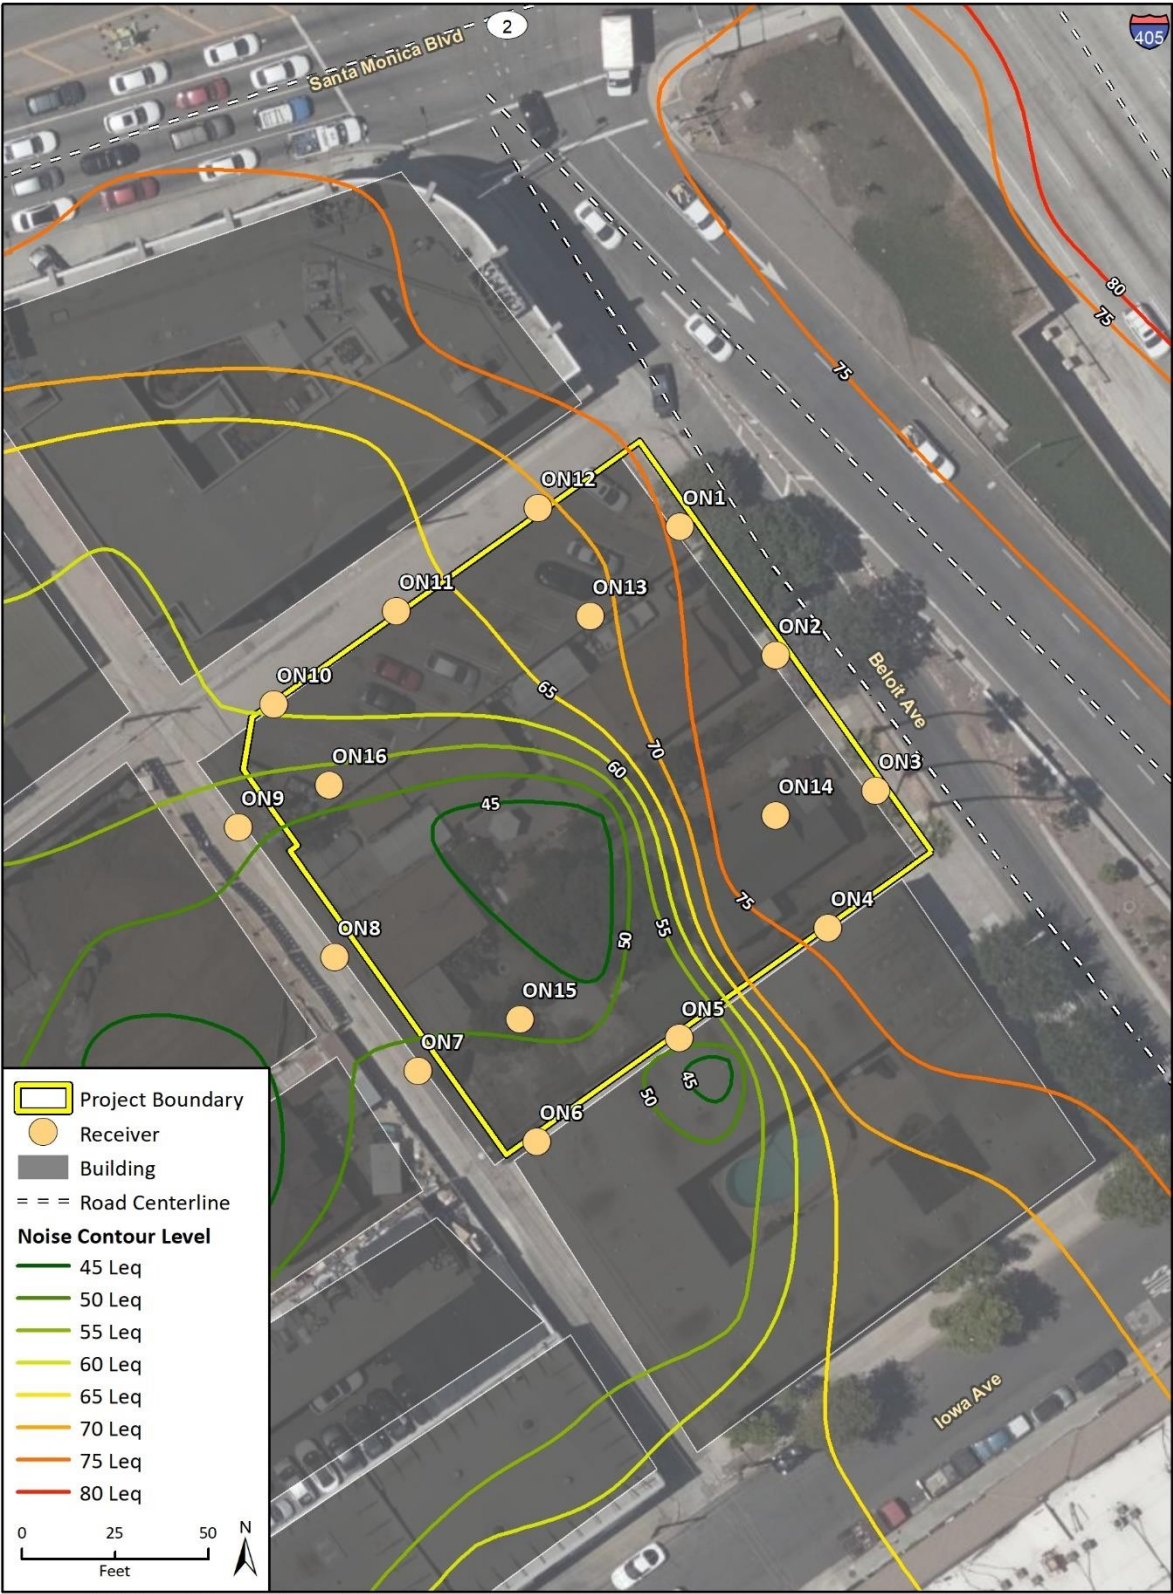 2
405
Santa Monica Blvd
80
75
75
ON12
ON1
ON11
ON13
ON2
Beloit Ave
ON10
65
70
ON16
60
ON3
ON14
ON9
45
75
ON4
ON8
50
55
ON15
ON5
ON7
45
50
ON6
Iowa Ave
Project Boundary
Receiver
Building
Road Centerline
Noise Contour Level
45 Leq
50 Leq
55 Leq
60 Leq
65 Leq
70 Leq
75 Leq
80 Leq
0 25 50
Feet
N